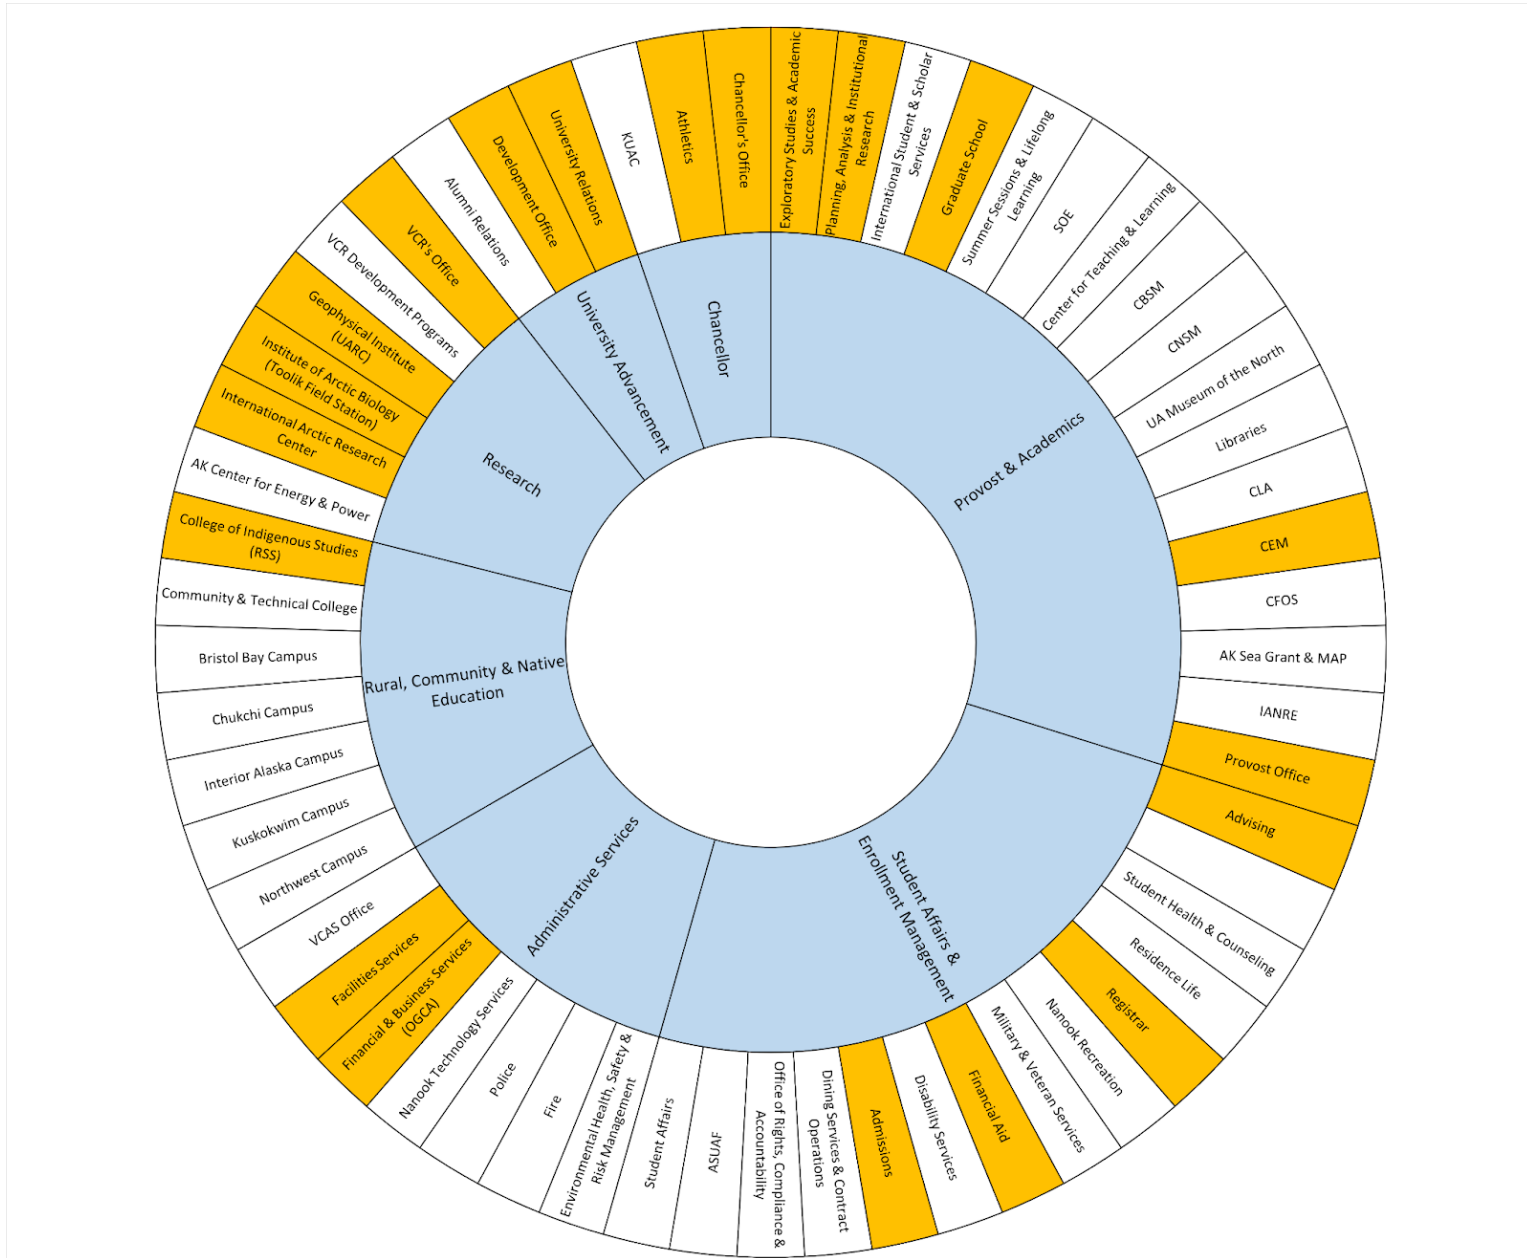 Chancellor
Provost & Academics
Student Affairs &
Enrollment Management
Administrative Services
Rural, Community & Native
Education
Research
University Advancement
Exploratory Studies & Academic
Success
Planning, Analysis & Institutional
Research
International Student & Scholar
Services
Graduate School
Summer Sessions & Lifelong
Learning
SOE
Center for Teaching & Learning
CBSM
CNSM
UA Museum of the North
Libraries
CLA
CEM
CFOS
AK Sea Grant & MAP
IANRE
Provost Office
Advising
Student Health & Counseling
Residence Life
Registrar
Nanook Recreation
Military & Veteran Services
Financial Aid
Disability Services
Admissions
Dining Services & Contract
Operations
Office of Rights, Compliance &
Accountability
ASUAF
Student Affairs
Environmental Health, Safety &
Risk Management
Fire
Police
Nanook Technology Services
Financial & Business Services
(OGCA)
Facilities Services
VCAS Office
Northwest Campus
Kuskokwim Campus
Interior Alaska Campus
Chukchi Campus
Bristol Bay Campus
Community & Technical College
College of Indigenous Studies
(RSS)
AK Center for Energy & Power
International Arctic Research
Center
Institute of Arctic Biology
(Toolik Field Station)
Geophysical Institute
(UARC)
VCR Development Programs
VCR's Office
Alumni Relations
Development Office
University Relations
KUAC
Athletics
Chancellor's Office